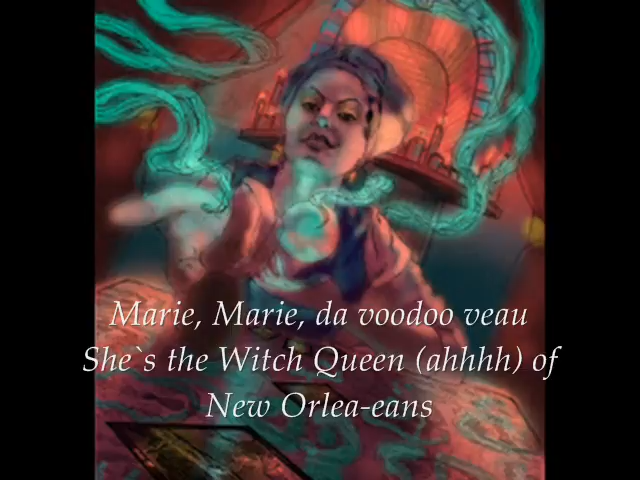 Marie, Marie, da voodoo veau
She`s the Witch Queen (ahhhh) of
New Orlea-eans